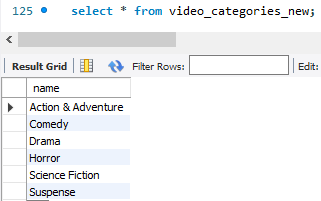 125 select * from video_categories_new;
Result Grid Filter Rows: Edit:
name
Action & Adventure
Comedy
Drama
Horror
Science Fiction
Suspense